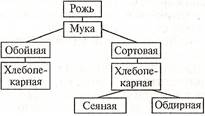 Рожь
Мука
Обойная
Сортовая
Хлебопе-
карная
Хлебопе-
карная
Сеяная
Обдирная